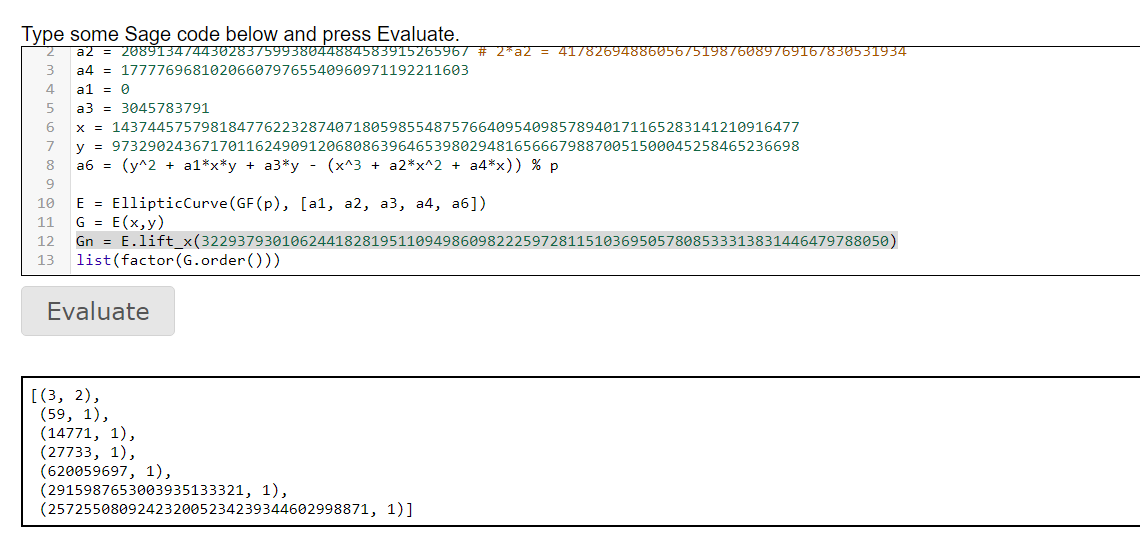 Type some Sage code below and press Evaluate.
2 a2 = 208913474430283759938044884583915265967 # 2*a2 = 417826948860567519876089769167830531934
3 a4 = 177776968102066079765540960971192211603
4 a1 = 0
5 a3 = 3045783791
6 x = 143744575798184776223287407180598554875766409540985789401711652831412109164​77
7 y = 97329024367170116249091206808639646539802948165666798870051500045258465236698
8 a6 = (y^2 + a1*x*y + a3*y - (x^3 + a2*x^2 + a4*x)) % p
9
10 E = EllipticCurve(GF(p), [a1, a2, a3, a4, a6])
11 G = E(x,y)
12 Gn = E.lift_x(32293793010624418281951109498609822259728115103695057808533313831446479788050)
13 list(factor(G.order()))
Evaluate
[(3, 2),
(59, 1),
(14771, 1),
(27733, 1),
(620059697, 1),
(2915987653003935133321, 1),
(257255080924232005234239344602998871, 1)]